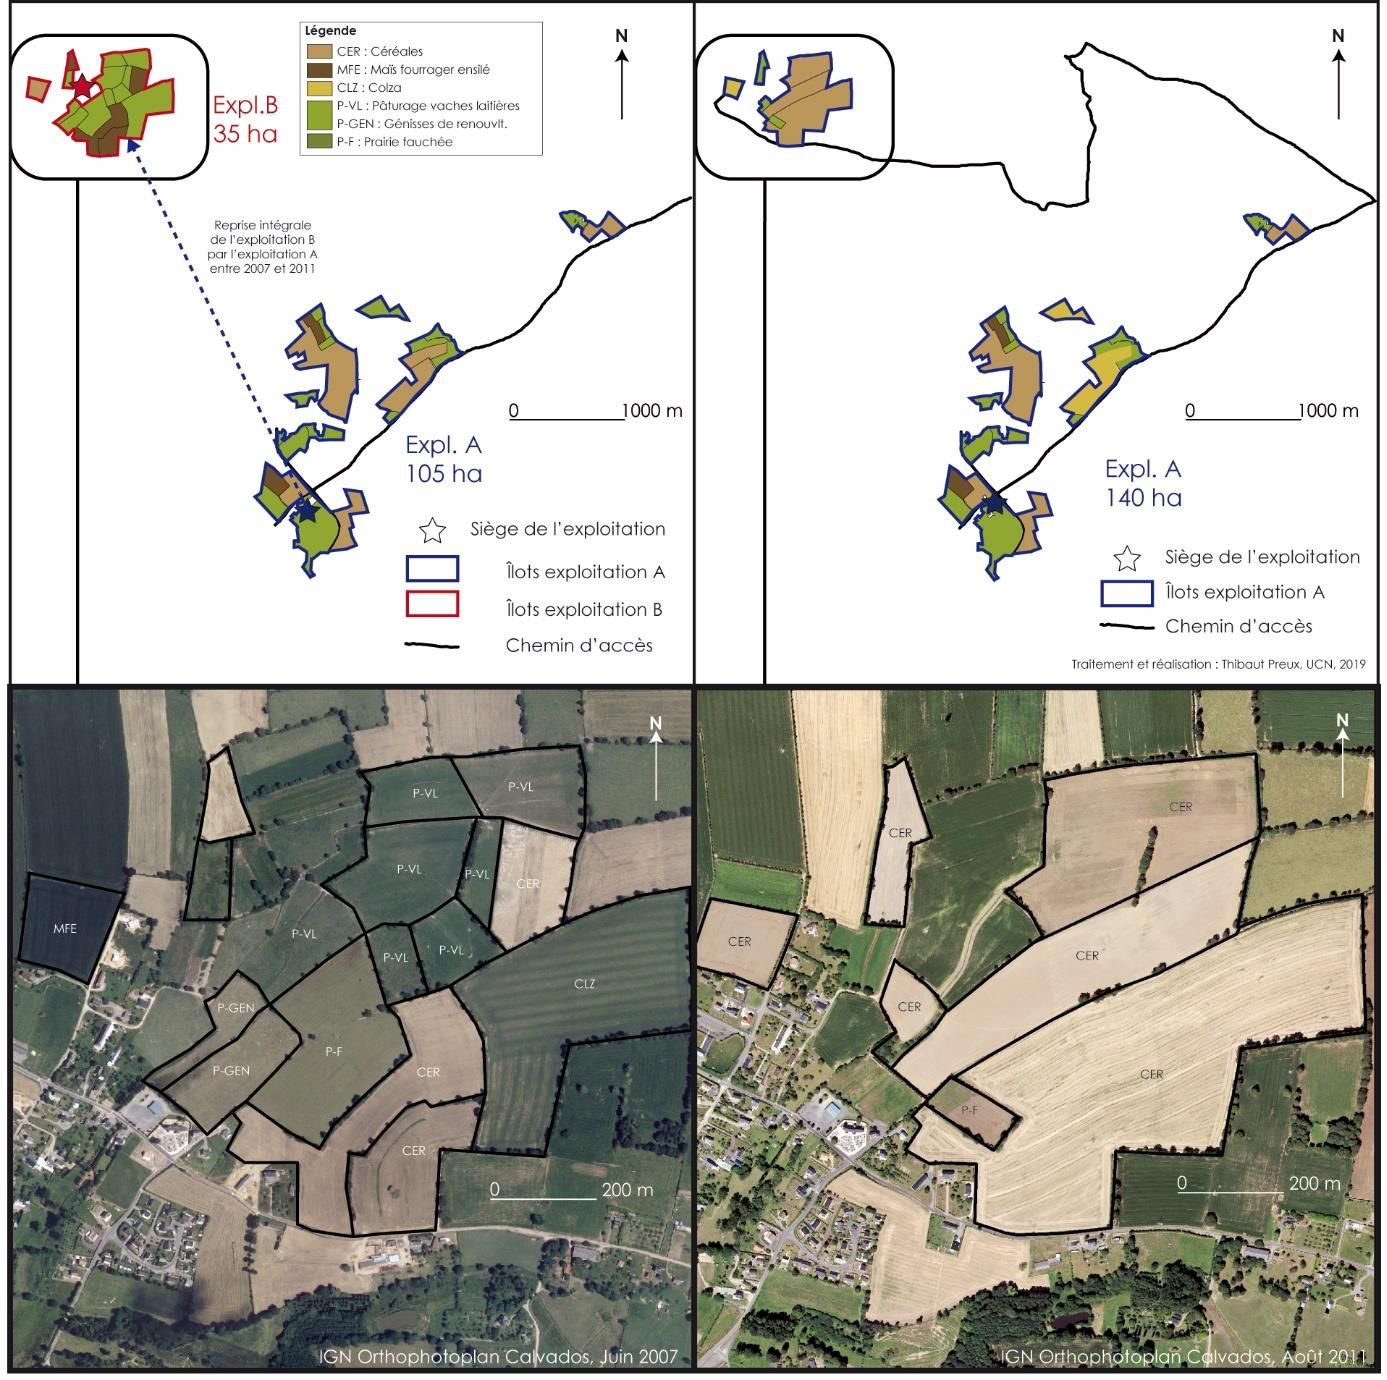 Légende
CER : Céréales
MFE : Maïs fourrager ensilé
CLZ : Colza
P-VL : Pâturage vaches laitières
P-GEN : Génisses de renouvlt.
P-F : Prairie fauchée
N
Expl.B
35 ha
Reprise intégrale
de l'exploitation B
par l'exploitation A
entre 2007 et 2011
0 1000 m
Expl. A
105 ha
Siège de l'exploitation
Îlots exploitation A
Îlots exploitation B
Chemin d'accès
N
0 1000 m
Expl. A
140 ha
Siège de l'exploitation
Îlots exploitation A
Chemin d'accès
Traitement et réalisation : Thibaut Preux, UCN, 2019
N
P-VL
P-VL
P-VL
P-VL
CER
MFE
P-VL
P-VL
P-VL
CLZ
P-GEN
P-F
P-GEN
CER
CER
0 200 m
IGN Orthophotoplan Calvados, Juin 2007
N
CER
CER
CER
CER
CER
CER
P-F
0 200 m
IGN Orthophotoplan Calvados, Août 2011